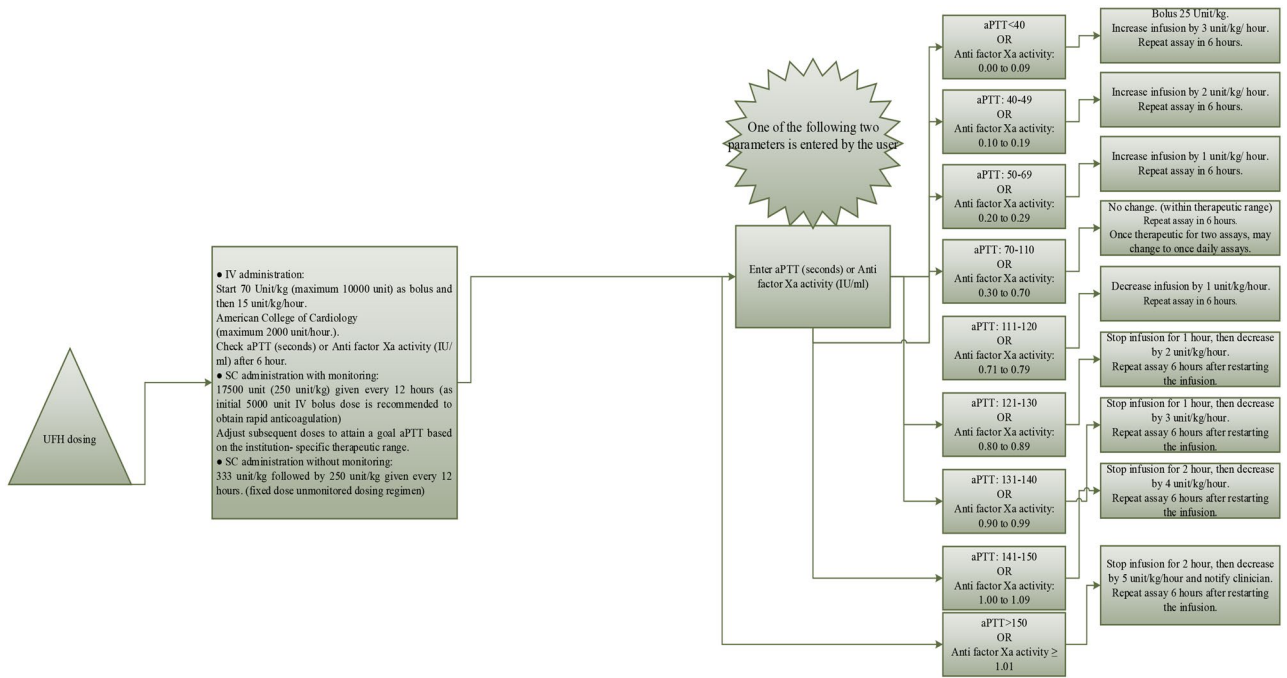 UFH dosing
● IV administration:
Start 70 Unit/kg (maximum 10000 unit) as bolus and
then 15 unit/kg/hour.
American College of Cardiology
(maximum 2000 unit/hour.).
Check aPTT (seconds) or Anti factor Xa activity (IU/
ml) after 6 hour.
● SC administration with monitoring:
17500 unit (250 unit/kg) given every 12 hours (as
initial 5000 unit IV bolus dose is recommended to
obtain rapid anticoagulation)
Adjust subsequent doses to attain a goal aPTT based
on the institution- specific therapeutic range.
● SC administration without monitoring:
333 unit/kg followed by 250 unit/kg given every 12
hours. (fixed dose unmonitored dosing regimen)
One of the following two
parameters is entered by the user
Enter aPTT (seconds) or Anti
factor Xa activity (IU/ml)
aPTT<40
OR
Anti factor Xa activity:
0.00 to 0.09
Bolus 25 Unit/kg.
Increase infusion by 3 unit/kg/ hour.
Repeat assay in 6 hours.
aPTT: 40-49
OR
Anti factor Xa activity:
0.10 to 0.19
Increase infusion by 2 unit/kg/ hour.
Repeat assay in 6 hours.
aPTT: 50-69
OR
Anti factor Xa activity:
0.20 to 0.29
Increase infusion by 1 unit/kg/ hour.
Repeat assay in 6 hours.
aPTT: 70-110
OR
Anti factor Xa activity:
0.30 to 0.70
No change. (within therapeutic range)
Repeat assay in 6 hours.
Once therapeutic for two assays, may
change to once daily assays.
aPTT: 111-120
OR
Anti factor Xa activity:
0.71 to 0.79
Decrease infusion by 1 unit/kg/hour.
Repeat assay in 6 hours.
aPTT: 121-130
OR
Anti factor Xa activity:
0.80 to 0.89
Stop infusion for 1 hour, then decrease
by 2 unit/kg/hour.
Repeat assay 6 hours after restarting
the infusion.
aPTT: 131-140
OR
Anti factor Xa activity:
0.90 to 0.99
Stop infusion for 1 hour, then decrease
by 3 unit/kg/hour.
Repeat assay 6 hours after restarting
the infusion.
aPTT: 141-150
OR
Anti factor Xa activity:
1.00 to 1.09
Stop infusion for 2 hour, then decrease
by 4 unit/kg/hour.
Repeat assay 6 hours after restarting
the infusion.
aPTT>150
OR
Anti factor Xa activity ≥
1.01
Stop infusion for 2 hour, then decrease
by 5 unit/kg/hour and notify clinician.
Repeat assay 6 hours after restarting
the infusion.